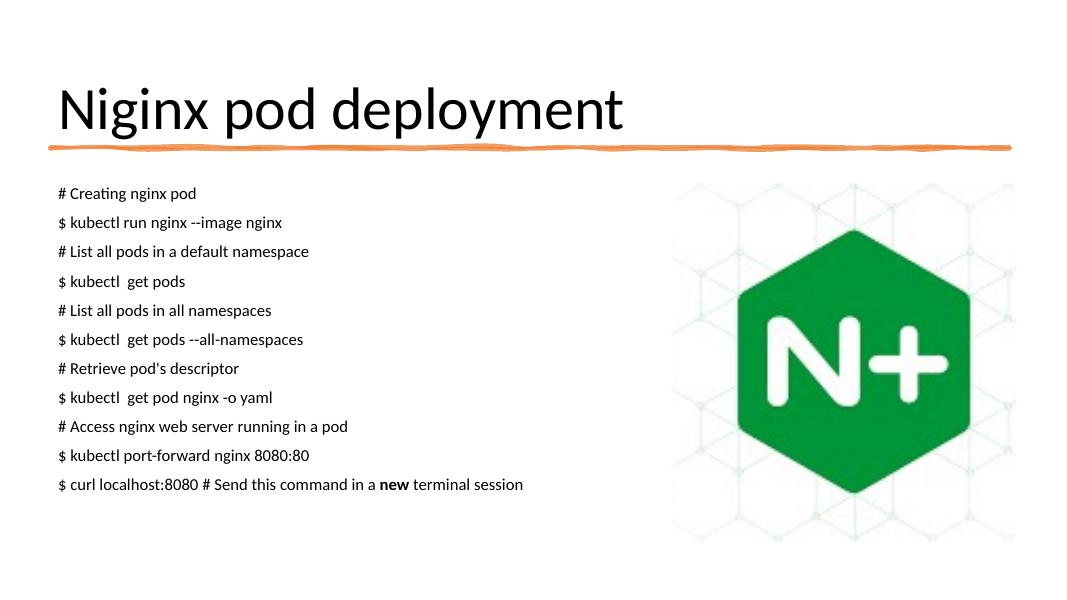 Niginx pod deployment
# Creating nginx pod
$ kubectl run nginx --image nginx
# List all pods in a default namespace
$ kubectl  get pods
# List all pods in all namespaces
$ kubectl  get pods --all-namespaces
# Retrieve pod's descriptor
$ kubectl  get pod nginx -o yaml
# Access nginx web server running in a pod
$ kubectl port-forward nginx 8080:80
$ curl localhost:8080 # Send this command in a new terminal session
N+